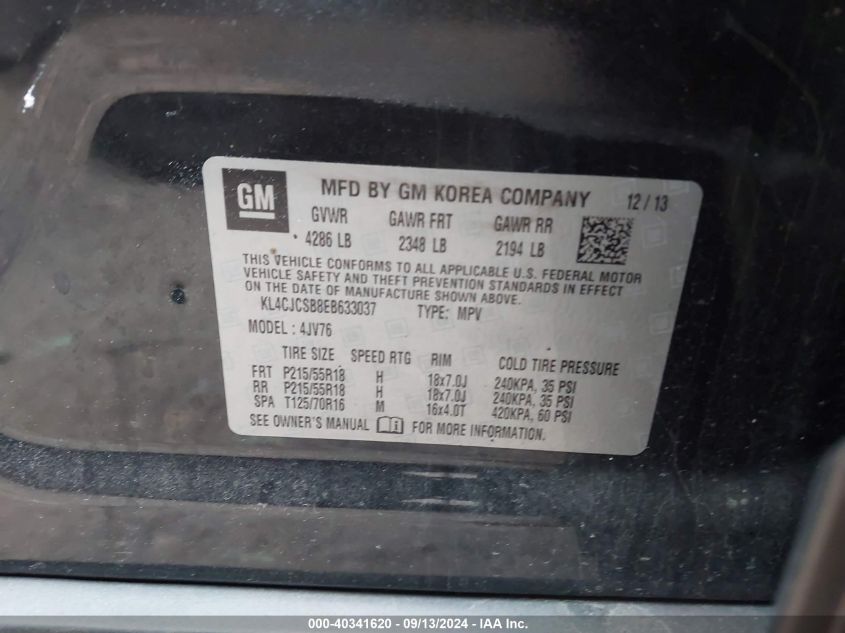 GM
MFD BY GM KOREA COMPANY 12/13
GVWR GAWR FRT GAWR RR
4286 LB 2348 LB 2194 LB
THIS VEHICLE CONFORMS TO ALL APPLICABLE U.S. FEDERAL MOTOR
VEHICLE SAFETY AND THEFT PREVENTION STANDARDS IN EFFECT
ON THE DATE OF MANUFACTURE SHOWN ABOVE.
KL4CJCSB8EB633037 TYPE: MPV
MODEL: 4JV76
TIRE SIZE SPEED RTG RIM COLD TIRE PRESSURE
FRT P215/55R18 H 18x7.0J 240KPA, 35 PSI
RR P215/55R18 H 18x7.0J 240KPA, 35 PSI
SPA T125/70R16 M 16x4.0T 420KPA, 60 PSI
SEE OWNER'S MANUAL i FOR MORE INFORMATION.
000-40341620 - 09/13/2024 - IAA Inc.